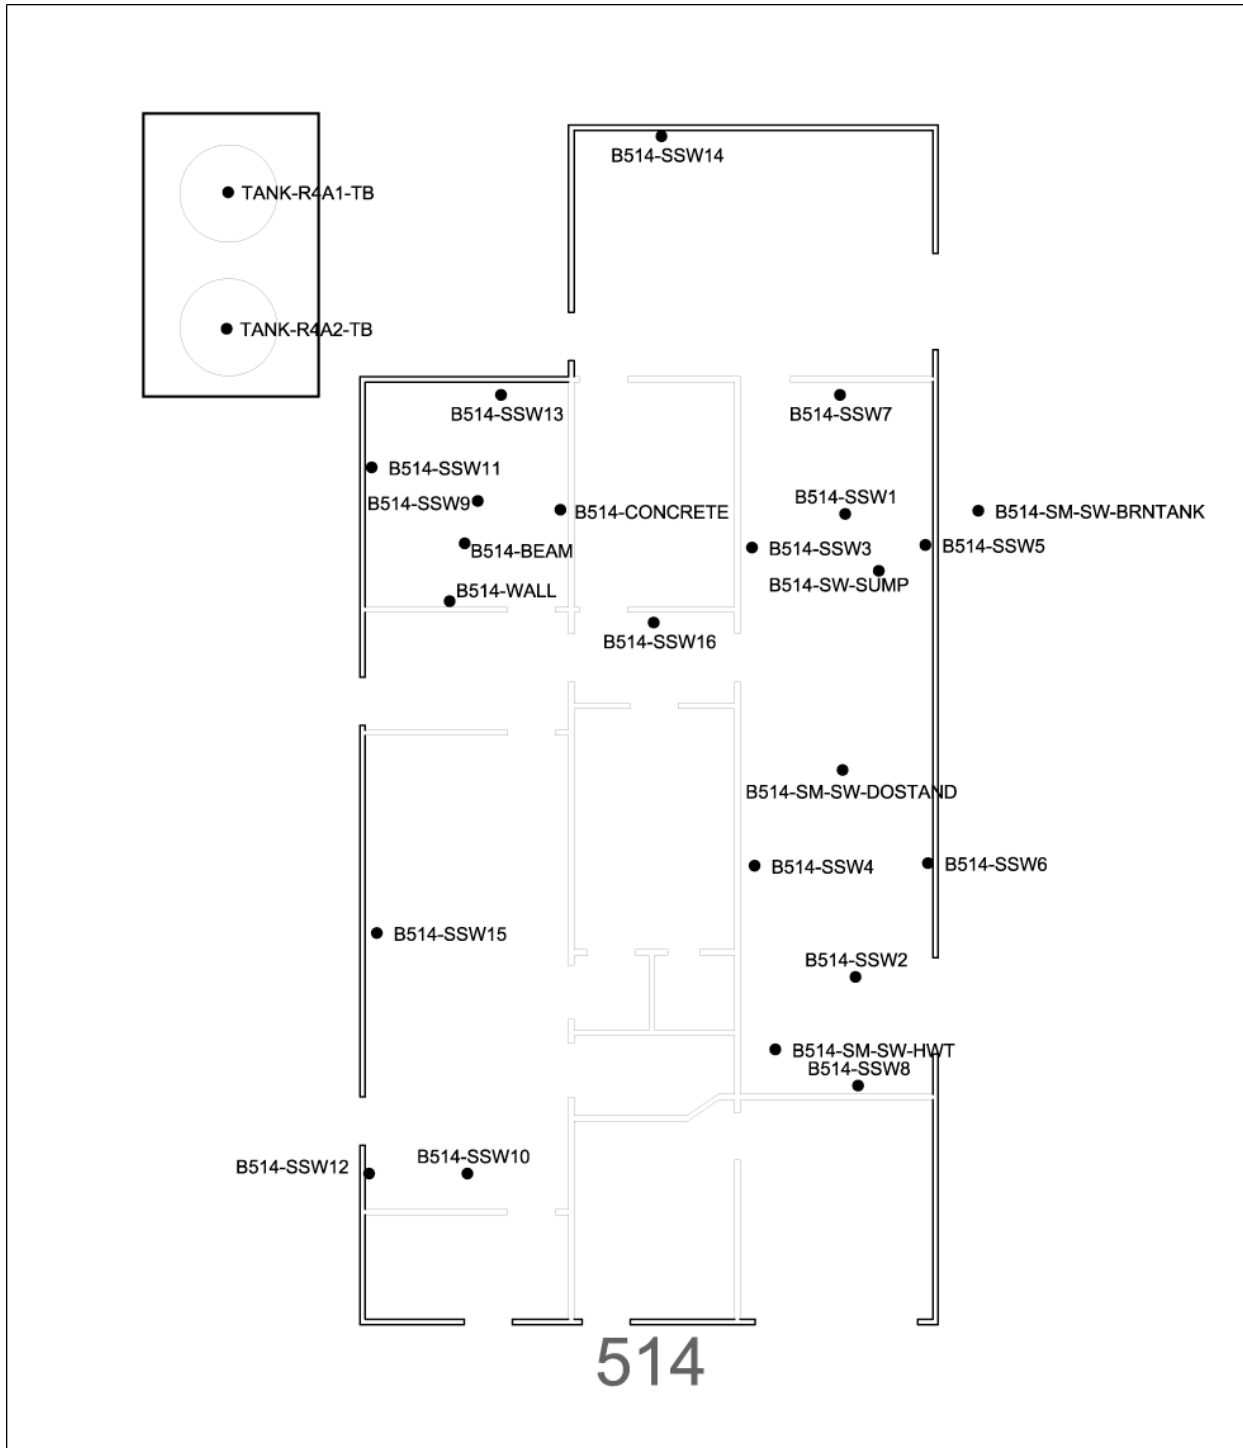 B514-SSW14
TANK-R4A1-TB
TANK-R4A2-TB
B514-SSW13
B514-SSW7
B514-SSW11
B514-SSW9
B514-SSW1
B514-CONCRETE
B514-SM-SW-BRNTANK
B514-BEAM
B514-SSW3
B514-SSW5
B514-SW-SUMP
B514-WALL
B514-SSW16
B514-SM-SW-DOSTAND
B514-SSW4
B514-SSW6
B514-SSW15
B514-SSW2
B514-SM-SW-HWT
B514-SSW8
B514-SSW12
B514-SSW10
514